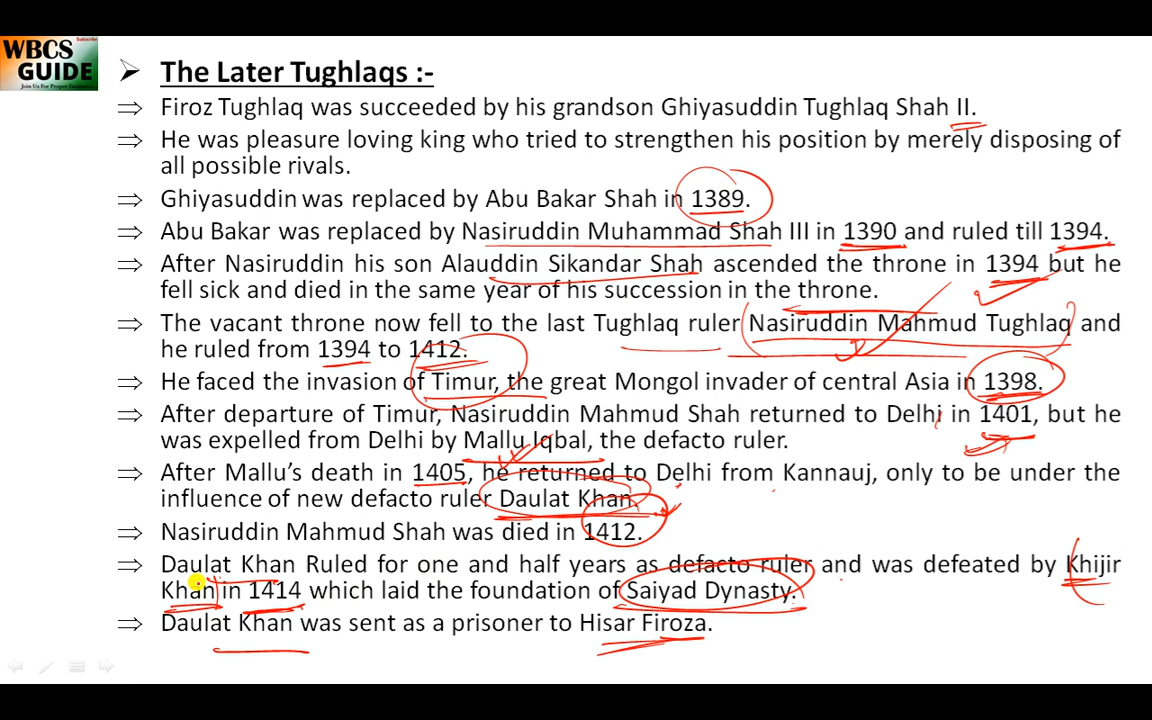 Subscribe
WBCS
GUIDE
Join Us For Proper Guidance
The Later Tughlaqs :-
Firoz Tughlaq was succeeded by his grandson Ghiyasuddin Tughlaq Shah II.
He was pleasure loving king who tried to strengthen his position by merely disposing of
all possible rivals.
Ghiyasuddin was replaced by Abu Bakar Shah in 1389.
Abu Bakar was replaced by Nasiruddin Muhammad Shah III in 1390 and ruled till 1394.
After Nasiruddin his son Alauddin Sikandar Shah ascended the throne in 1394 but he
fell sick and died in the same year of his succession in the throne.
The vacant throne now fell to the last Tughlaq ruler Nasiruddin Mahmud Tughlaq and
he ruled from 1394 to 1412.
He faced the invasion of Timur, the great Mongol invader of central Asia in 1398.
After departure of Timur, Nasiruddin Mahmud Shah returned to Delhi in 1401, but he
was expelled from Delhi by Mallu Iqbal, the defacto ruler.
After Mallu’s death in 1405, he returned to Delhi from Kannauj, only to be under the
influence of new defacto ruler Daulat Khan.
Nasiruddin Mahmud Shah was died in 1412.
Daulat Khan Ruled for one and half years as defacto ruler and was defeated by Khijir
Khan in 1414 which laid the foundation of Saiyad Dynasty.
Daulat Khan was sent as a prisoner to Hisar Firoza.